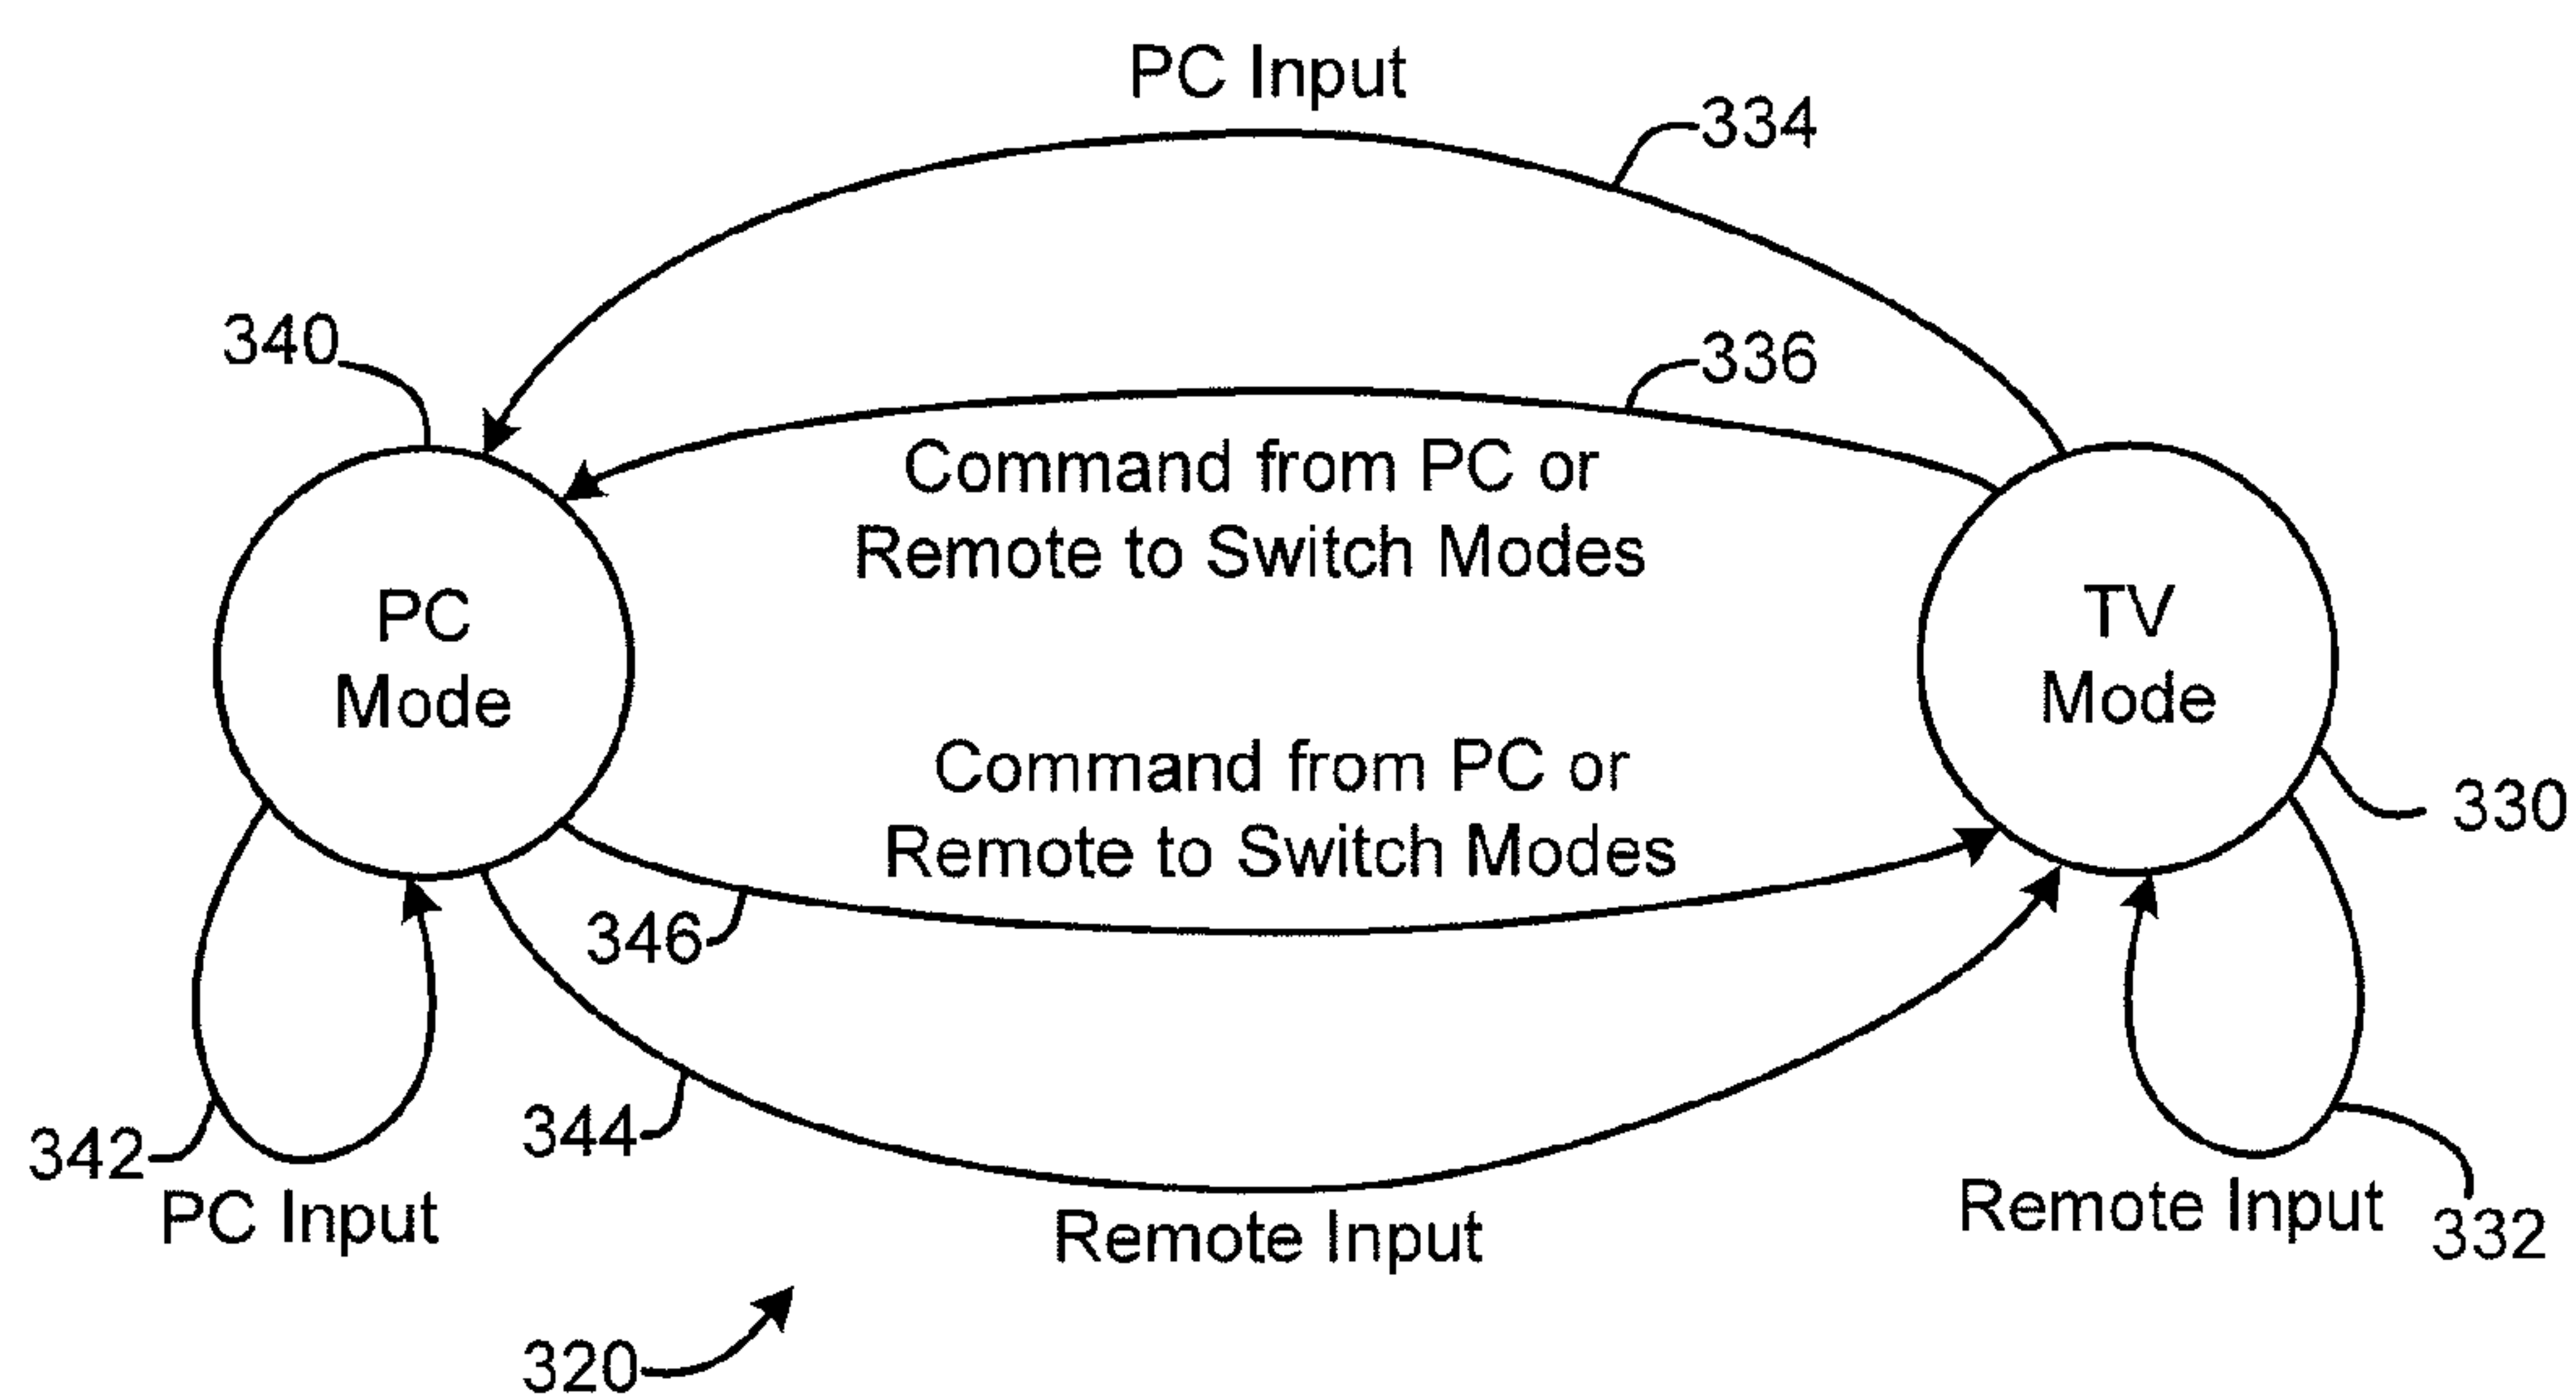 PC Input
334
336
340
Command from PC or
Remote to Switch Modes
PC
Mode
TV
Mode
Command from PC or
Remote to Switch Modes
330
346
344
342
PC Input
Remote Input
Remote Input
332
320